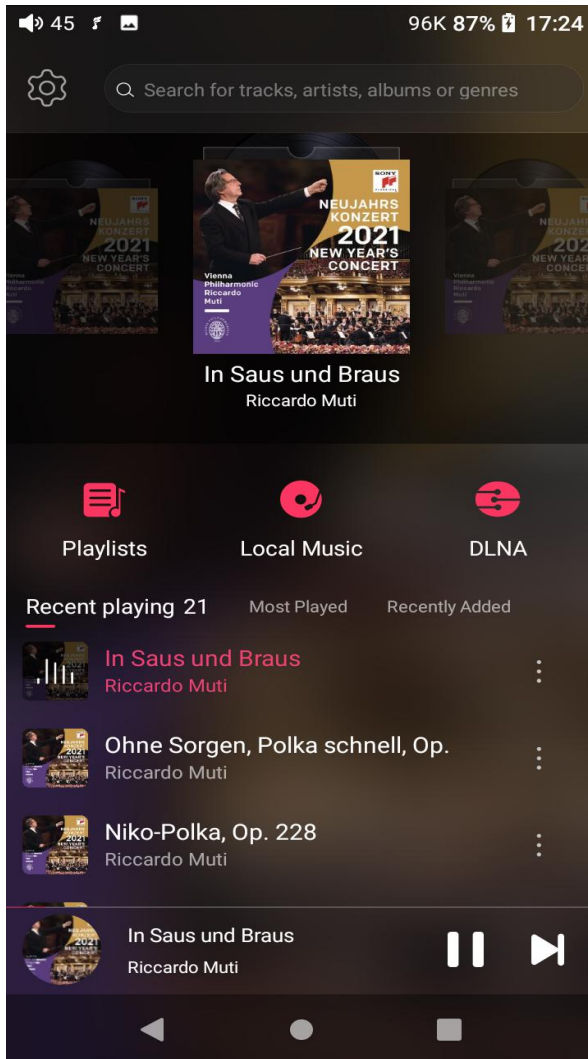 45
96K 87% 17:24
Search for tracks, artists, albums or genres
SONY
NEUJAHRS
KONZERT
2021
NEW YEAR'S
CONCERT
Vienna
Philharmonic
Riccardo
Muti
In Saus und Braus
Riccardo Muti
Playlists
Local Music
DLNA
Recent playing 21
Most Played
Recently Added
In Saus und Braus
Riccardo Muti
Ohne Sorgen, Polka schnell, Op.
Riccardo Muti
Niko-Polka, Op. 228
Riccardo Muti
In Saus und Braus
Riccardo Muti